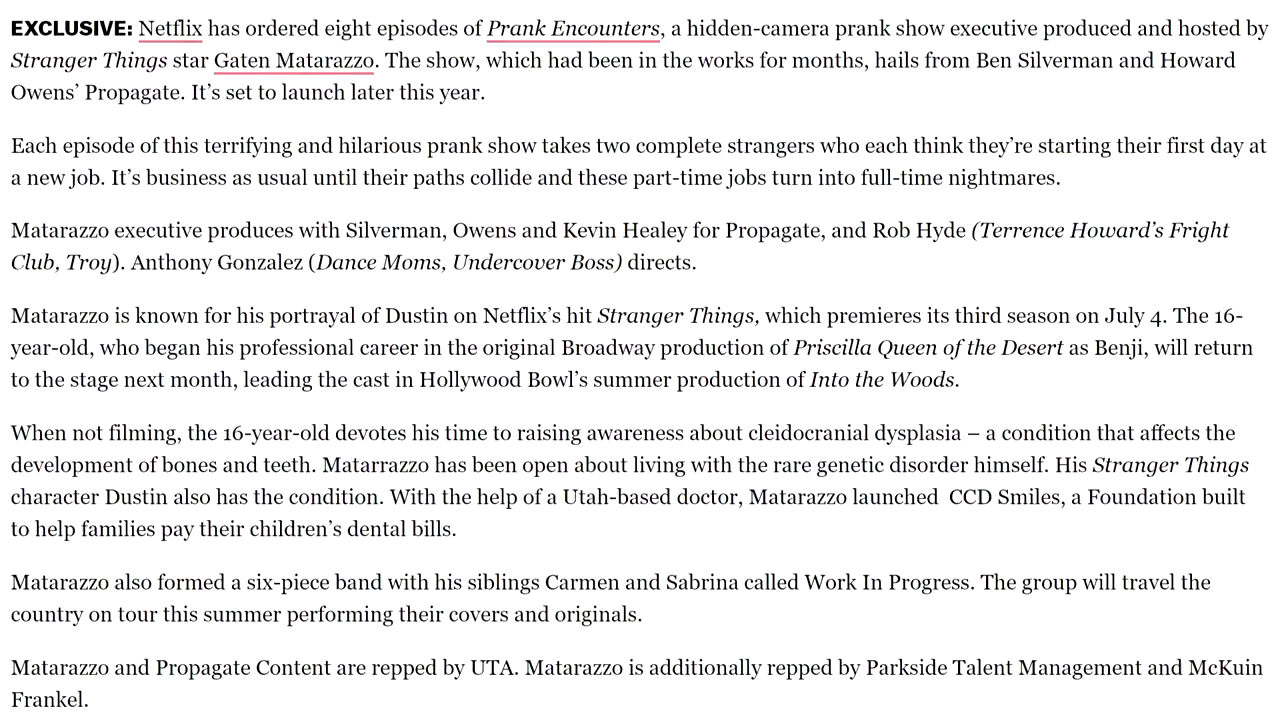 EXCLUSIVE: Netflix has ordered eight episodes of Prank Encounters, a hidden-camera prank show executive produced and hosted by
Stranger Things star Gaten Matarazzo. The show, which had been in the works for months, hails from Ben Silverman and Howard
Owens’ Propagate. It’s set to launch later this year.
Each episode of this terrifying and hilarious prank show takes two complete strangers who each think they’re starting their first day at
a new job. It’s business as usual until their paths collide and these part-time jobs turn into full-time nightmares.
Matarazzo executive produces with Silverman, Owens and Kevin Healey for Propagate, and Rob Hyde (Terrence Howard’s Fright
Club, Troy). Anthony Gonzalez (Dance Moms, Undercover Boss) directs.
Matarazzo is known for his portrayal of Dustin on Netflix’s hit Stranger Things, which premieres its third season on July 4. The 16-
year-old, who began his professional career in the original Broadway production of Priscilla Queen of the Desert as Benji, will return
to the stage next month, leading the cast in Hollywood Bowl’s summer production of Into the Woods.
When not filming, the 16-year-old devotes his time to raising awareness about cleidocranial dysplasia – a condition that affects the
development of bones and teeth. Matarrazzo has been open about living with the rare genetic disorder himself. His Stranger Things
character Dustin also has the condition. With the help of a Utah-based doctor, Matarazzo launched  CCD Smiles, a Foundation built
to help families pay their children’s dental bills.
Matarazzo also formed a six-piece band with his siblings Carmen and Sabrina called Work In Progress. The group will travel the
country on tour this summer performing their covers and originals.
Matarazzo and Propagate Content are repped by UTA. Matarazzo is additionally repped by Parkside Talent Management and McKuin
Frankel.